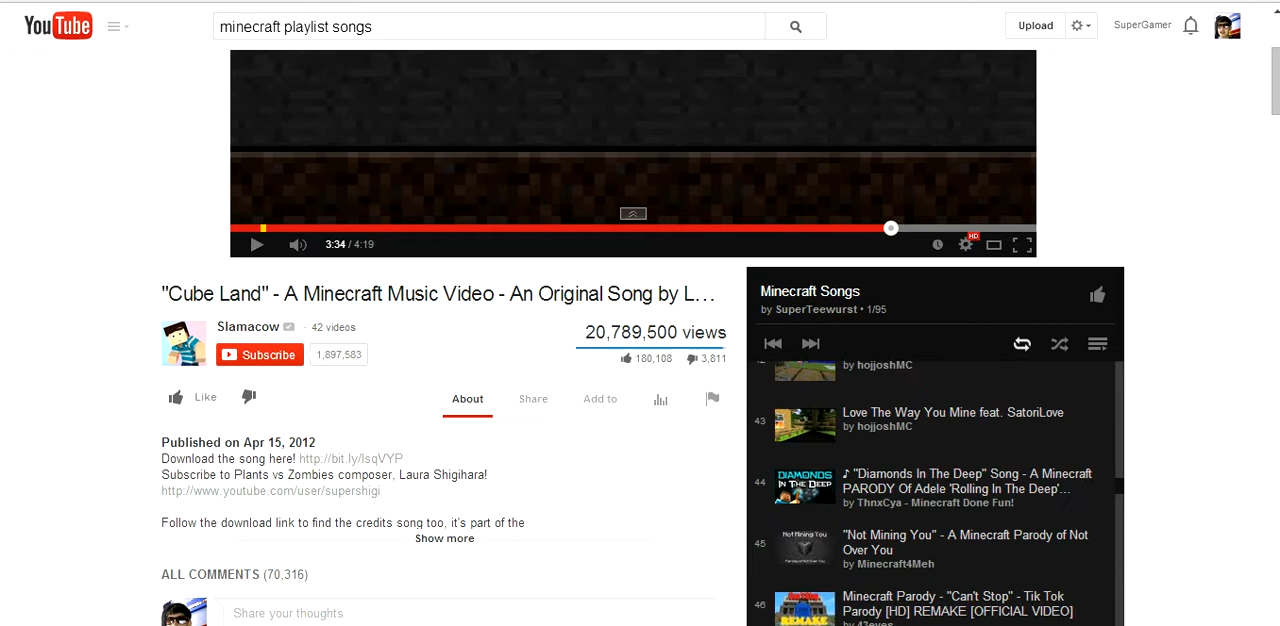 YouTube
minecraft playlist songs
Upload
SuperGamer
HD
3:34 / 4:19
"Cube Land" - A Minecraft Music Video - An Original Song by L...
Slamacow · 42 videos
Subscribe 1,897,583
20,789,500 views
180,108 3,811
Like
About Share Add to
Published on Apr 15, 2012
Download the song here! http://bit.ly/IsqVYP
Subscribe to Plants vs Zombies composer, Laura Shigihara!
http://www.youtube.com/user/supershigi
Follow the download link to find the credits song too, it's part of the
Show more
ALL COMMENTS (70,316)
Share your thoughts
Minecraft Songs
by SuperTeewurst • 1/95
by hojjoshMC
43
Love The Way You Mine feat. SatoriLove
by hojjoshMC
44
DIAMONDS
IN THE DEEP
♪ "Diamonds In The Deep" Song - A Minecraft
PARODY Of Adele 'Rolling In The Deep'...
by ThnxCya - Minecraft Done Fun!
45
Not Mining You
"Not Mining You" - A Minecraft Parody of Not
Over You
by Minecraft4Meh
46
REMAKE
Minecraft Parody - "Can't Stop" - Tik Tok
Parody [HD] REMAKE [OFFICIAL VIDEO]
by 43eyes